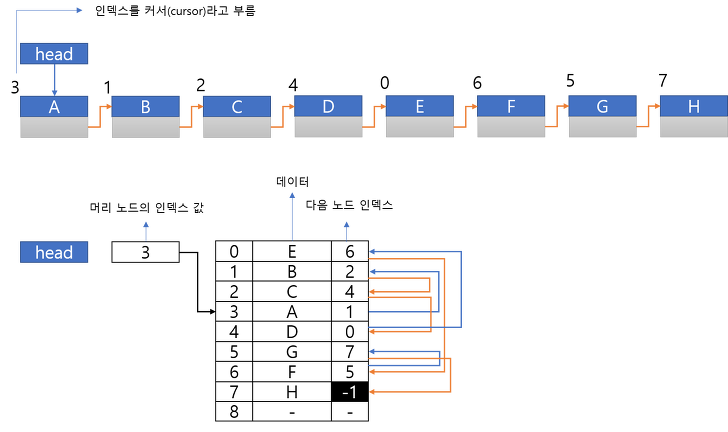 인덱스를 커서(cursor)라고 부름
head
3 1 2 4 0 6 5 7
A B C D E F G H
데이터
머리 노드의 인덱스 값 다음 노드 인덱스
head 3
0 E 6
1 B 2
2 C 4
3 A 1
4 D 0
5 G 7
6 F 5
7 H -1
8 - -